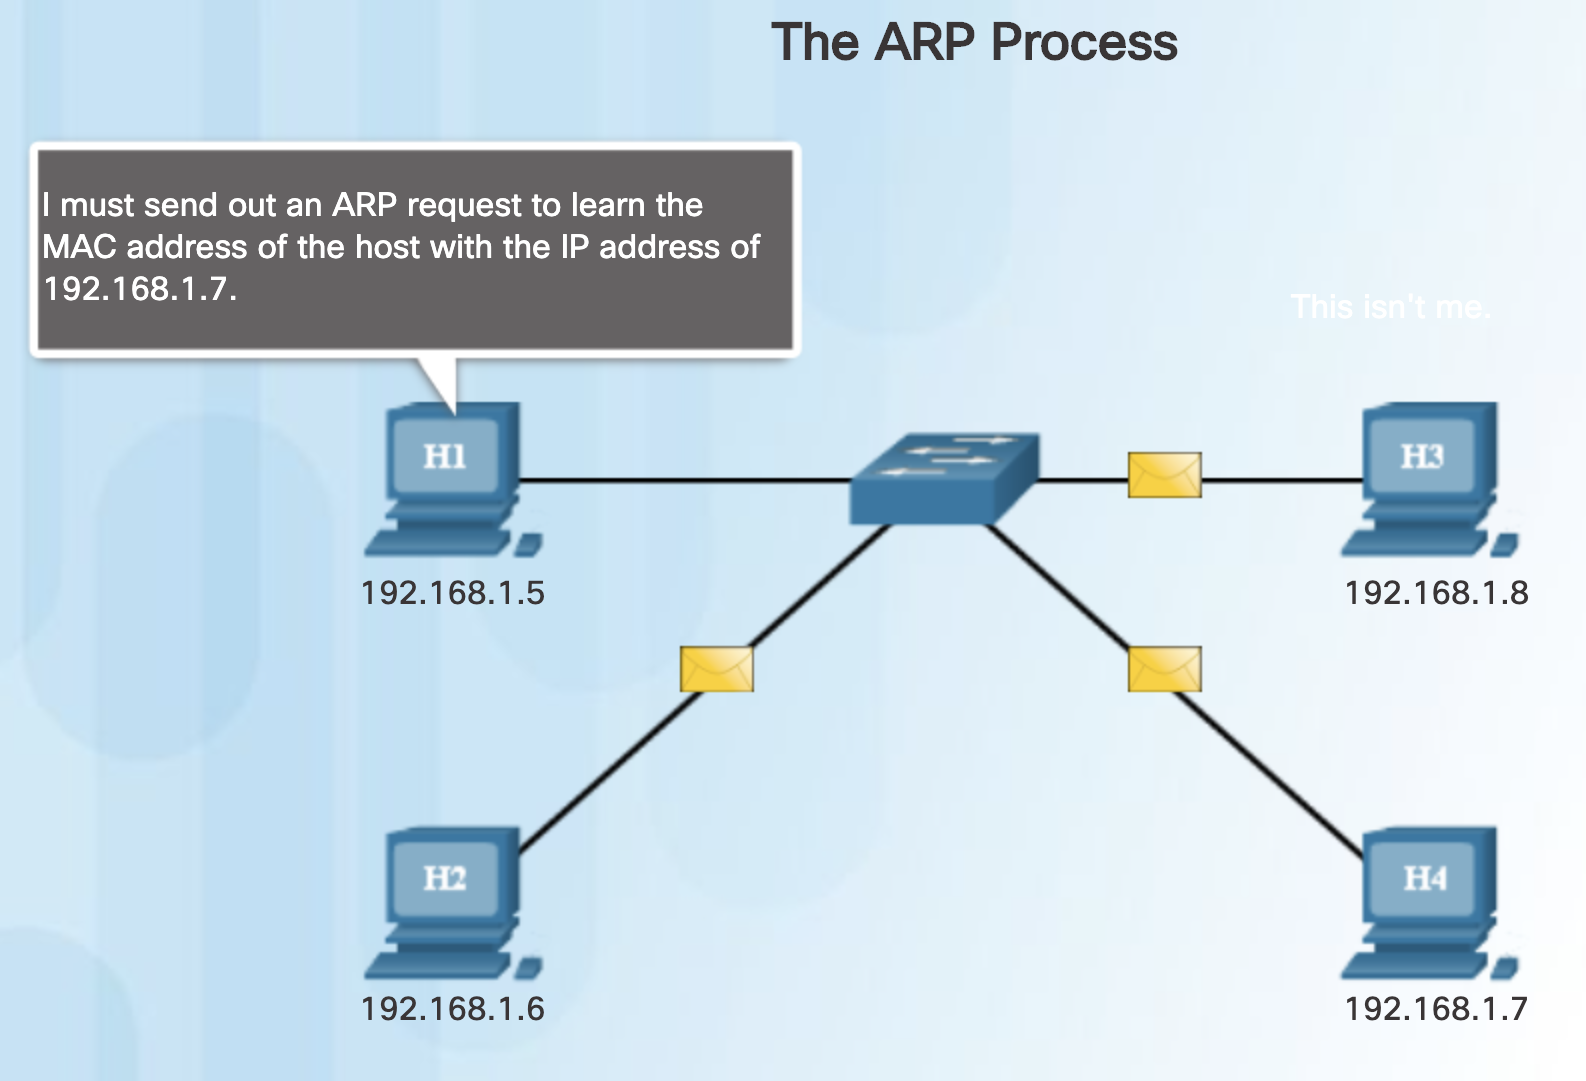 The ARP Process
I must send out an ARP request to learn the
MAC address of the host with the IP address of
192.168.1.7.
This isn't me.
H1
H3
192.168.1.5
192.168.1.8
H2
H4
192.168.1.6
192.168.1.7